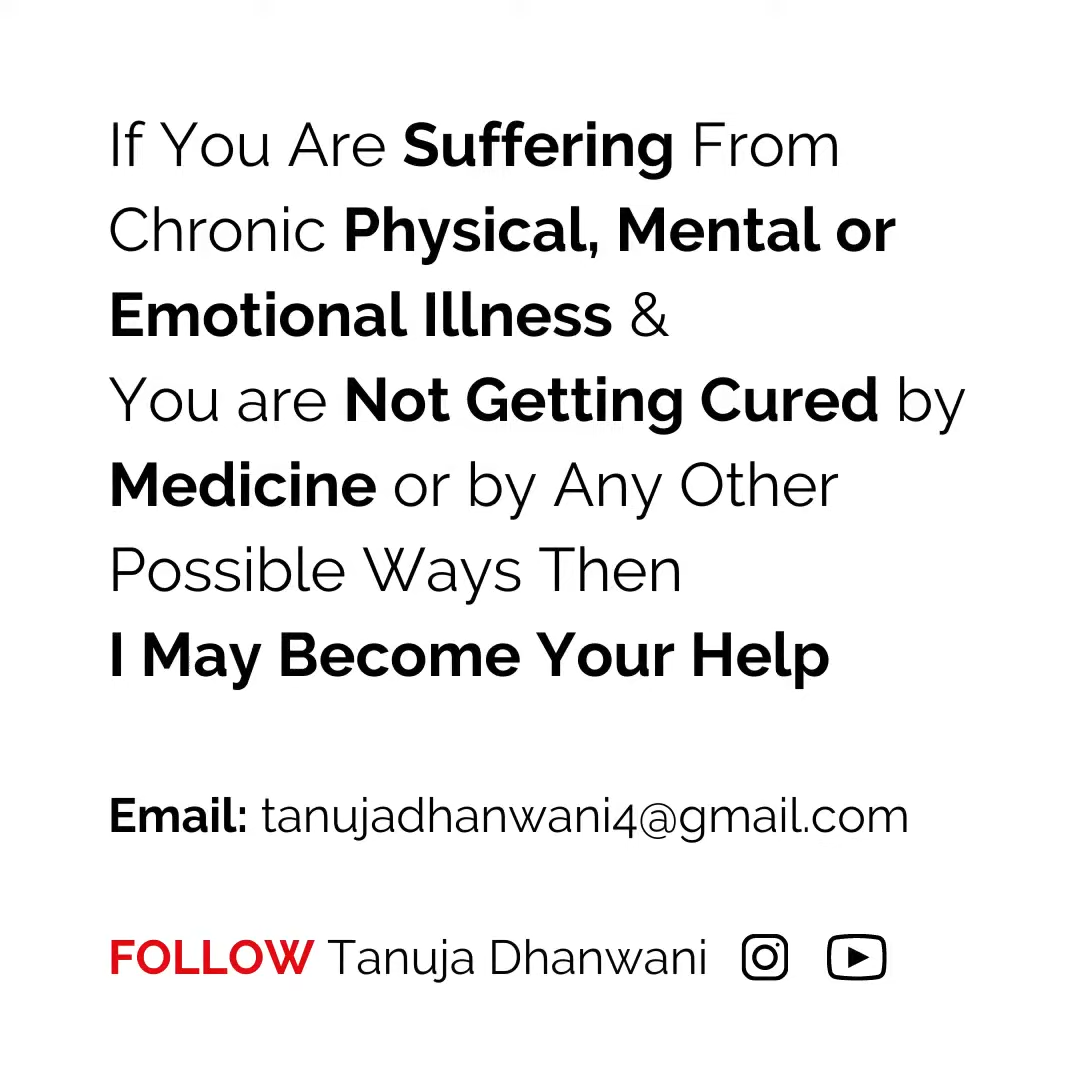 If You Are Suffering From
Chronic Physical, Mental or
Emotional Illness &
You are Not Getting Cured by
Medicine or by Any Other
Possible Ways Then
I May Become Your Help
Email: tanujadhanwani4@gmail.com
FOLLOW Tanuja Dhanwani